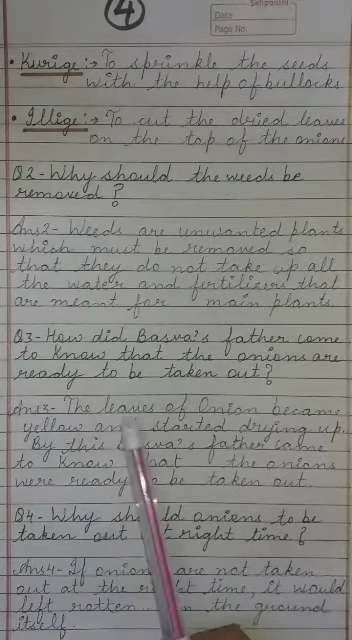 4
Sahpaathi
Date
Page No.
• Kurige :→ To sprinkle the seeds
with the help of bullocks
• Illige :→ To cut the dried leaves
on the top of the onions
Q2- Why should the weeds be
removed ?
Ans2- Weeds are unwanted plants
which must be removed so
that they do not take up all
the water and fertilisers that
are meant for main plants.
Q3- How did Basva's father come
to know that the onions are
ready to be taken out?
Ans3- The leaves of Onion became
yellow and started drying up.
By this Basva's father came
to know that the onions
were ready to be taken out.
Q4- Why should onions to be
taken out at right time ?
Ans4- If onions are not taken
out at the right time, it would
left rotten in the ground
itself.